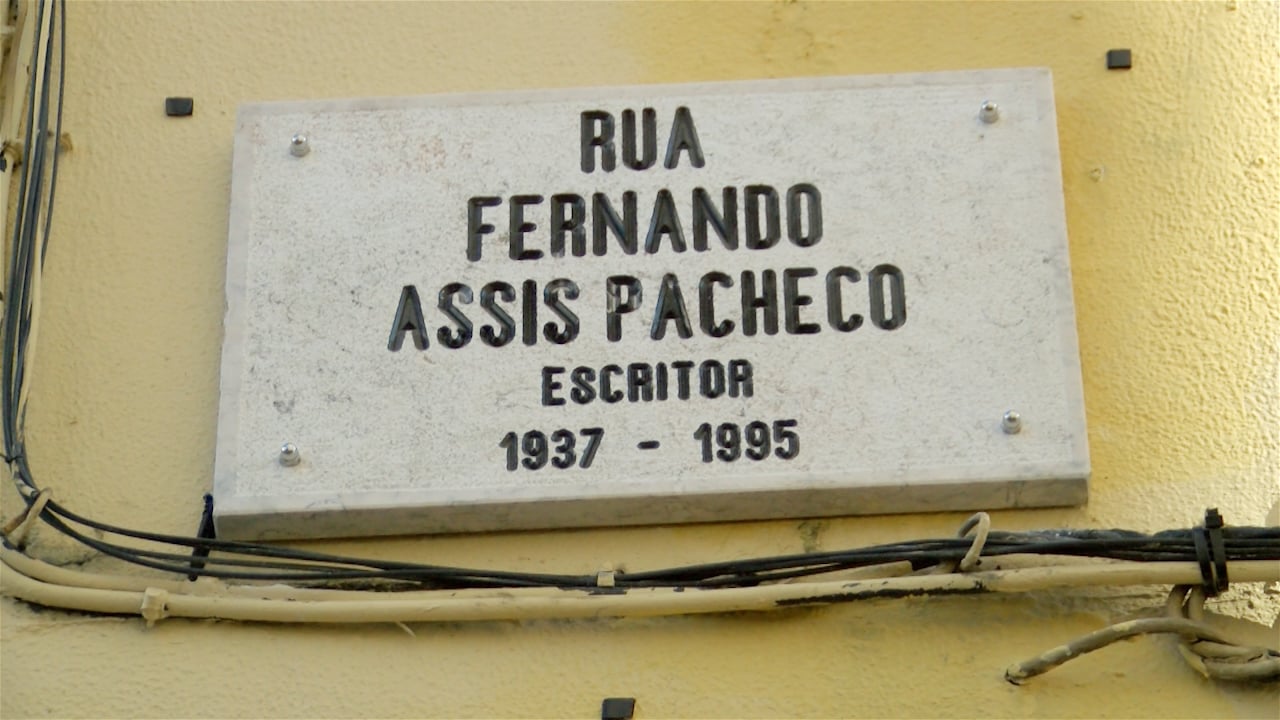 RUA
FERNANDO
ASSIS PACHECO
ESCRITOR
1937 - 1995